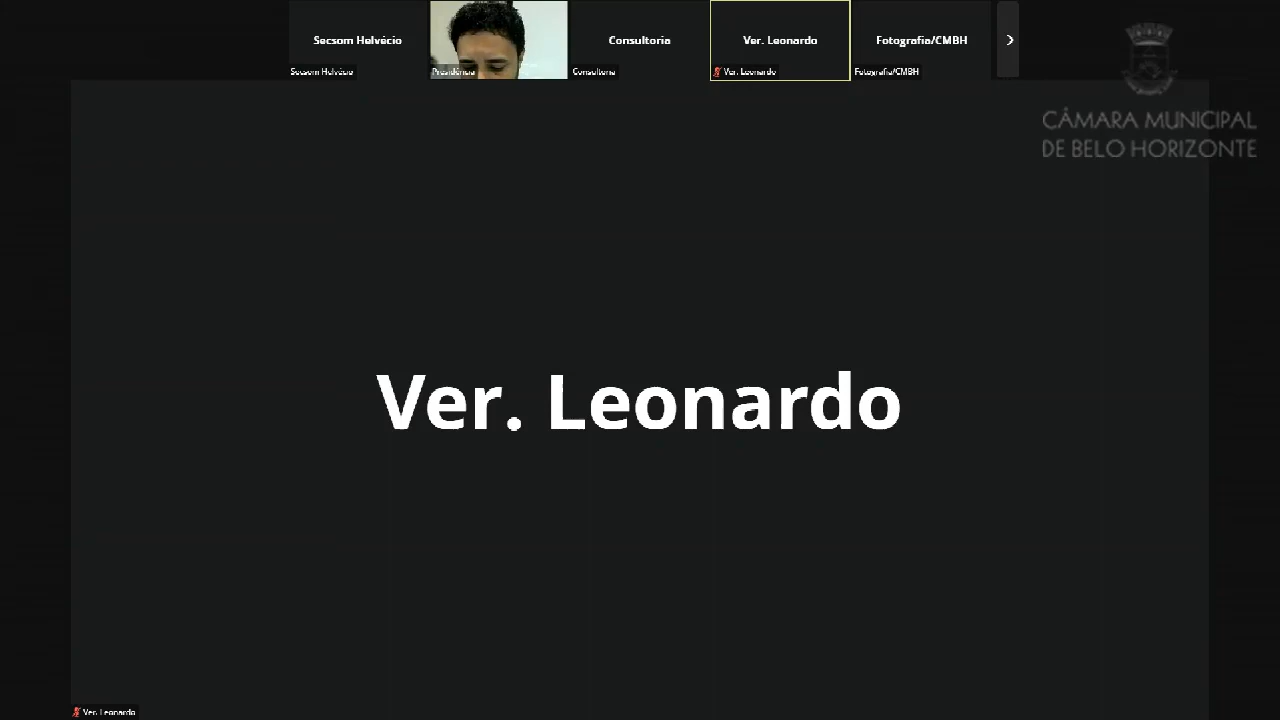 Secsom Helvécio
Consultoria
Ver. Leonardo
Fotografia/CMBH
Secsom Helvécio
Presidência
Consultoria
Ver. Leonardo
Fotografia/CMBH
CÂMARA MUNICIPAL
DE BELO HORIZONTE
Ver. Leonardo
Ver. Leonardo